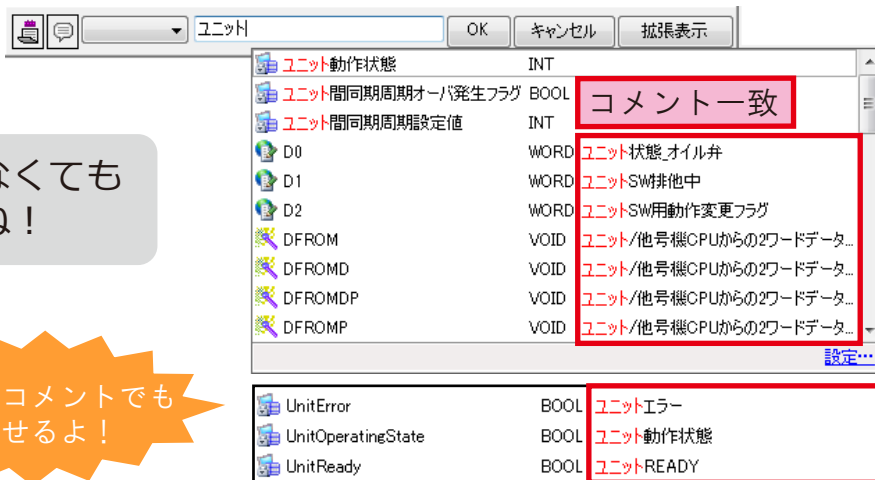 ユニット OK キャンセル 拡張表示
ユニット動作状態 INT
ユニット間同期周期オーバ発生フラグ BOOL
コメント一致
ユニット間同期周期設定値 INT
D0 WORD ユニット状態_オイル弁
D1 WORD ユニットSW排他中
D2 WORD ユニットSW用動作変更フラグ
DFROM VOID ユニット/他号機CPUからの2ワードデータ...
DFROMD VOID ユニット/他号機CPUからの2ワードデータ...
DFROMDP VOID ユニット/他号機CPUからの2ワードデータ...
DFROMP VOID ユニット/他号機CPUからの2ワードデータ...
設定…
なくても
ね！
コメントでも
せるよ！
UnitError BOOL ユニットエラー
UnitOperatingState BOOL ユニット動作状態
UnitReady BOOL ユニットREADY